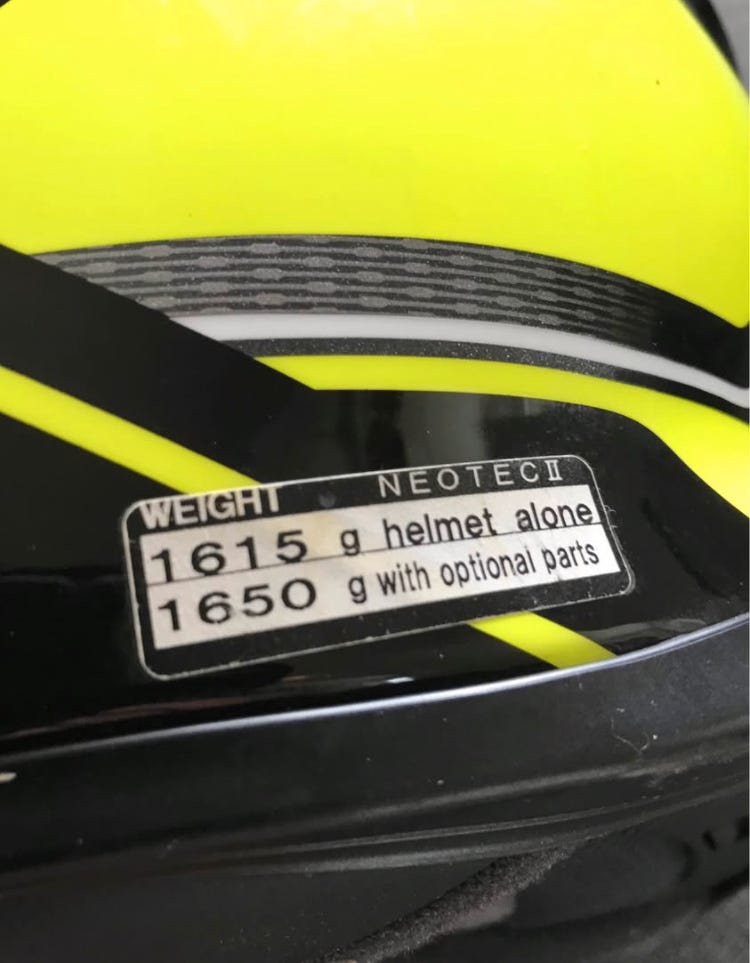 WEIGHT NEOTECⅡ
1615 g helmet alone
1650 g with optional parts